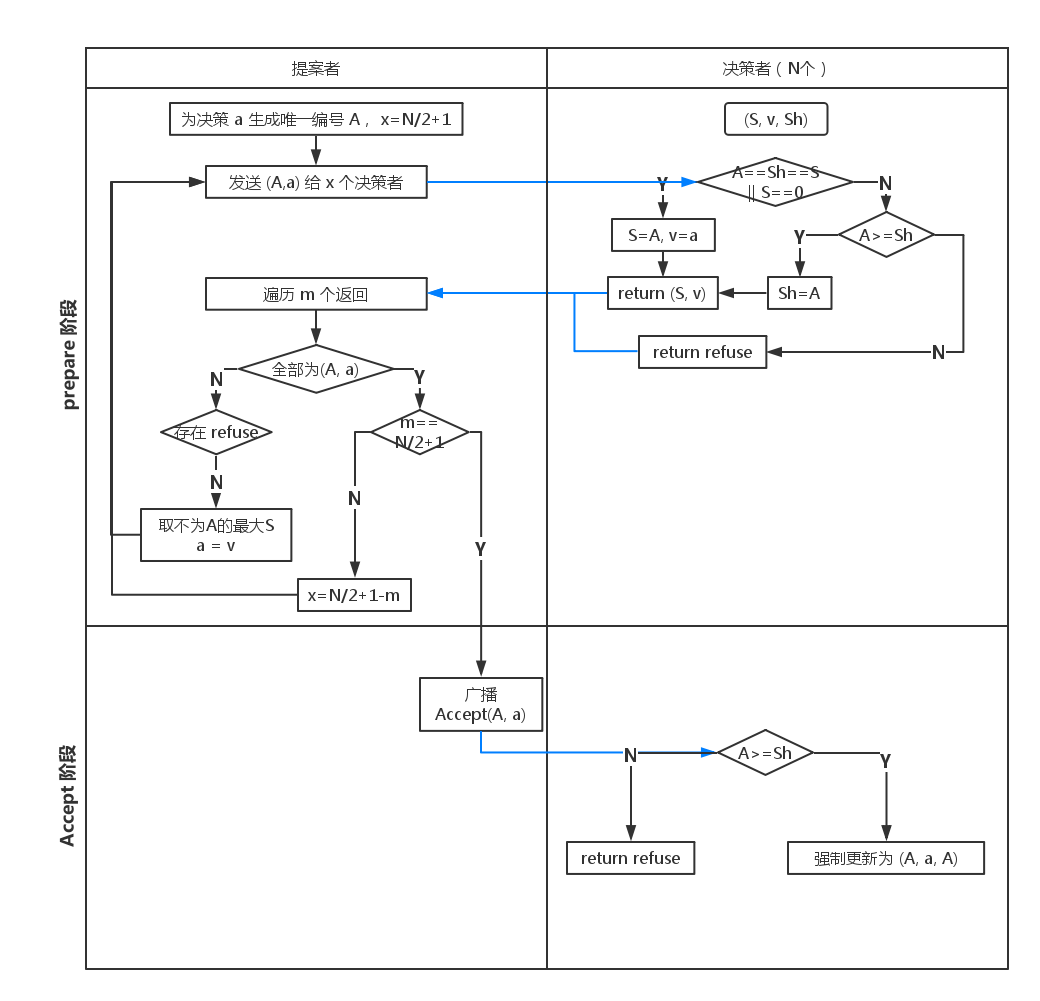 提案者
决策者（N个）
为决策 a 生成唯一编号 A ，x=N/2+1
(S, v, Sh)
发送 (A,a) 给 x 个决策者
A==Sh==S
|| S==0
Y
N
S=A, v=a
Y
A>=Sh
遍历 m 个返回
return (S, v)
Sh=A
prepare 阶段
return refuse
N
全部为(A, a)
N
Y
存在 refuse
m==
N/2+1
N
N
取不为A的最大S
a = v
Y
x=N/2+1-m
广播
Accept(A, a)
Accept 阶段
N
A>=Sh
Y
return refuse
强制更新为 (A, a, A)